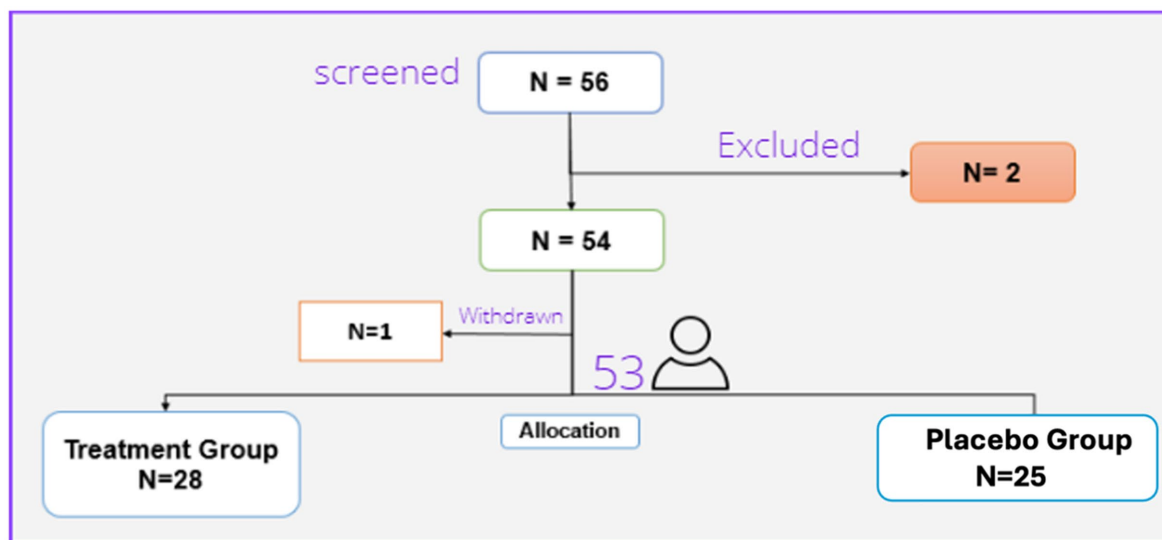 screened
N = 56
Excluded
N= 2
N = 54
Withdrawn
N=1
53
Allocation
Treatment Group
N=28
Placebo Group
N=25